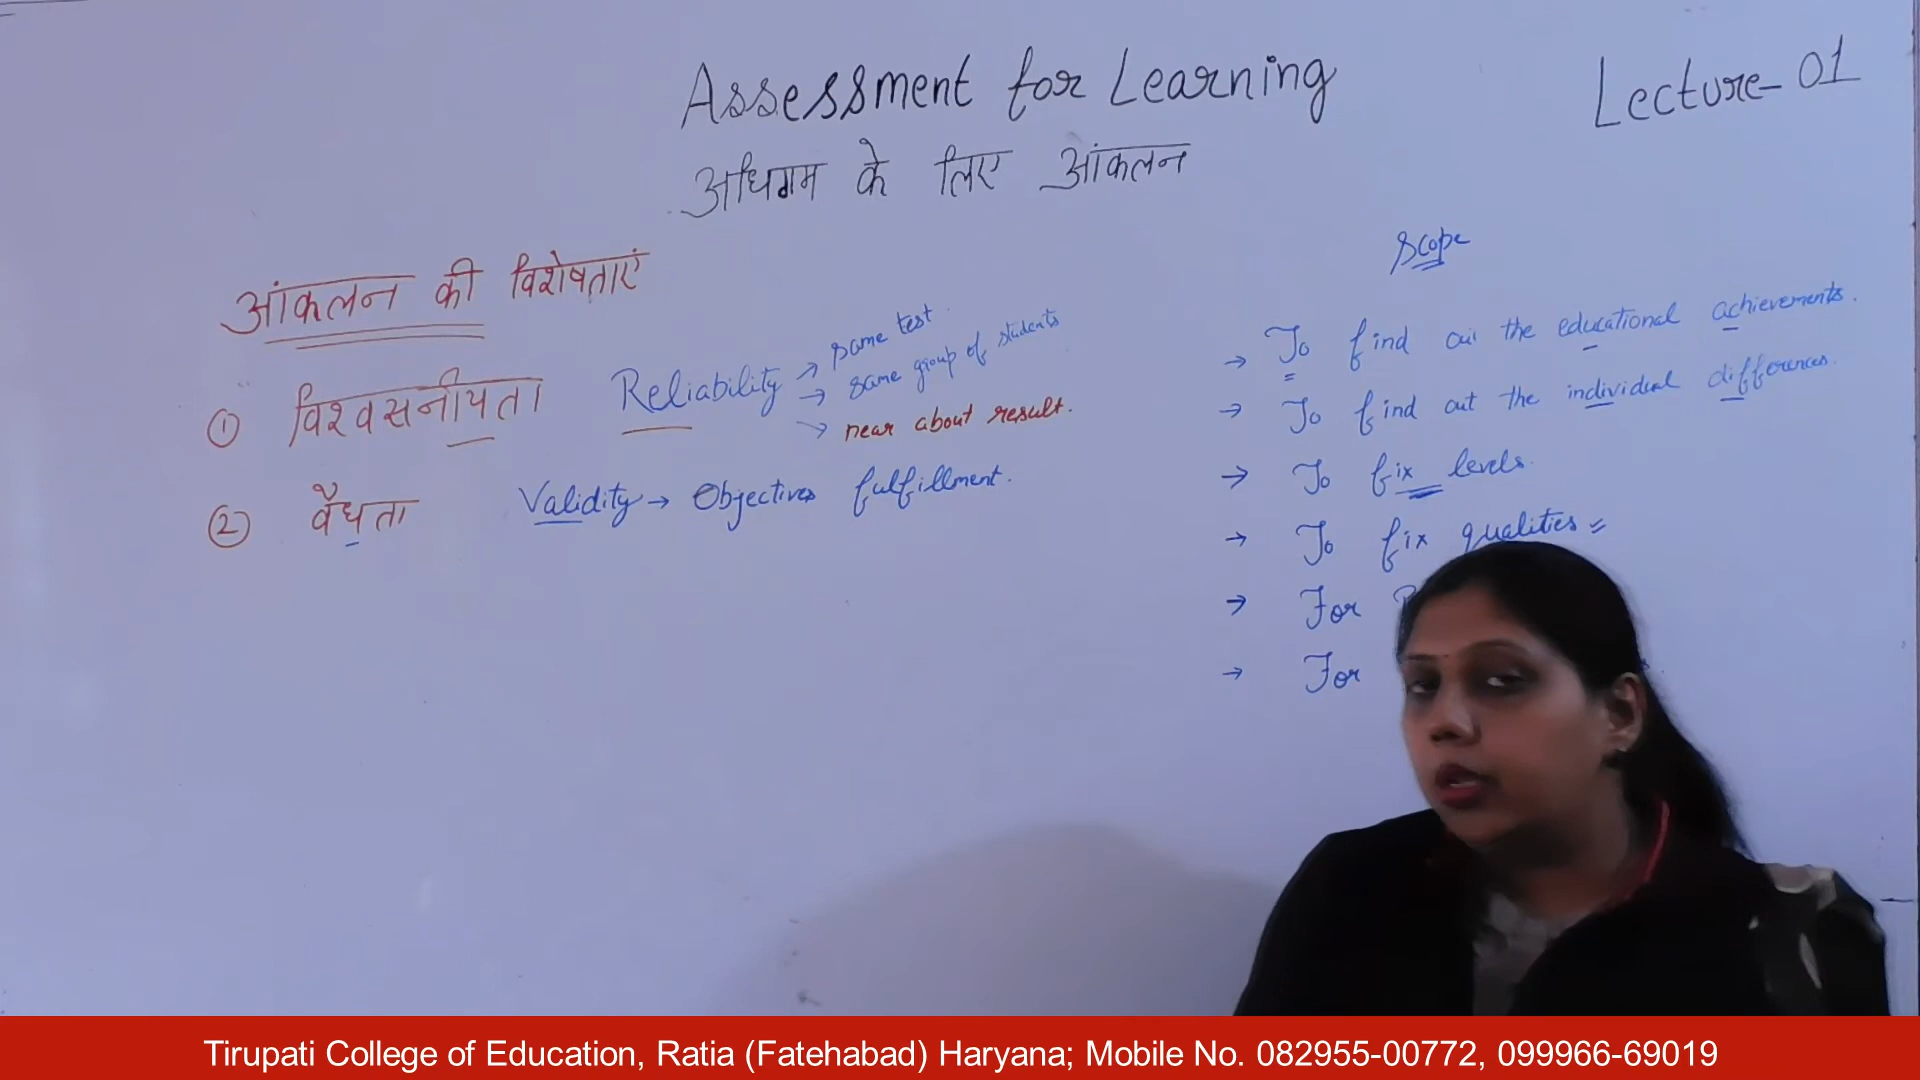 Assessment for Learning
Lecture-01
अधिगम के लिए आंकलन
आंकलन की विशेषताएं
① विश्वसनीयता Reliability → same test.
→ same group of students
→ near about result.
② वैधता Validity → Objectives fulfillment.
Scope
→ To find out the educational achievements.
→ To find out the individual differences.
→ To fix levels.
→ To fix qualities
→ For
→ For
Tirupati College of Education, Ratia (Fatehabad) Haryana; Mobile No. 082955-00772, 099966-69019